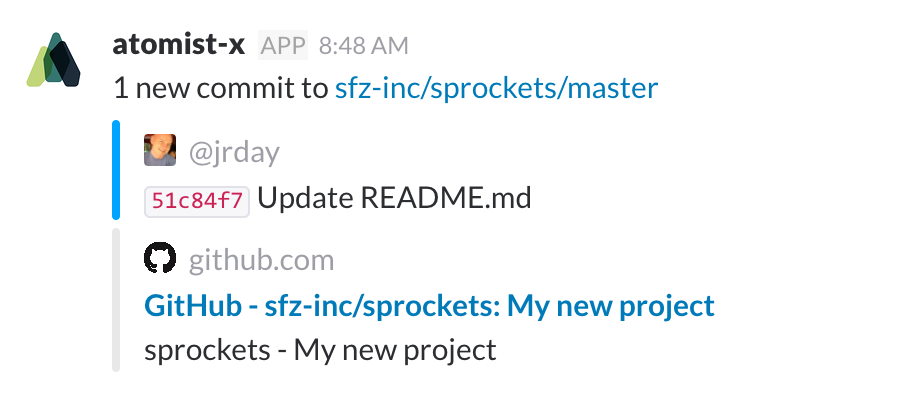 atomist-x APP 8:48 AM
1 new commit to sfz-inc/sprockets/master
@jrday
51c84f7 Update README.md
github.com
GitHub - sfz-inc/sprockets: My new project
sprockets - My new project